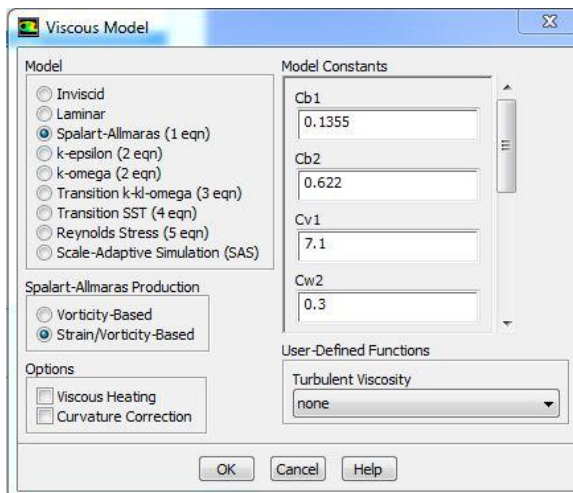 Viscous Model
Model
Inviscid
Laminar
Spalart-Allmaras (1 eqn)
k-epsilon (2 eqn)
k-omega (2 eqn)
Transition k-kl-omega (3 eqn)
Transition SST (4 eqn)
Reynolds Stress (5 eqn)
Scale-Adaptive Simulation (SAS)
Spalart-Allmaras Production
Vorticity-Based
Strain/Vorticity-Based
Options
Viscous Heating
Curvature Correction
Model Constants
Cb1
0.1355
Cb2
0.622
Cv1
7.1
Cw2
0.3
User-Defined Functions
Turbulent Viscosity
none
OK Cancel Help